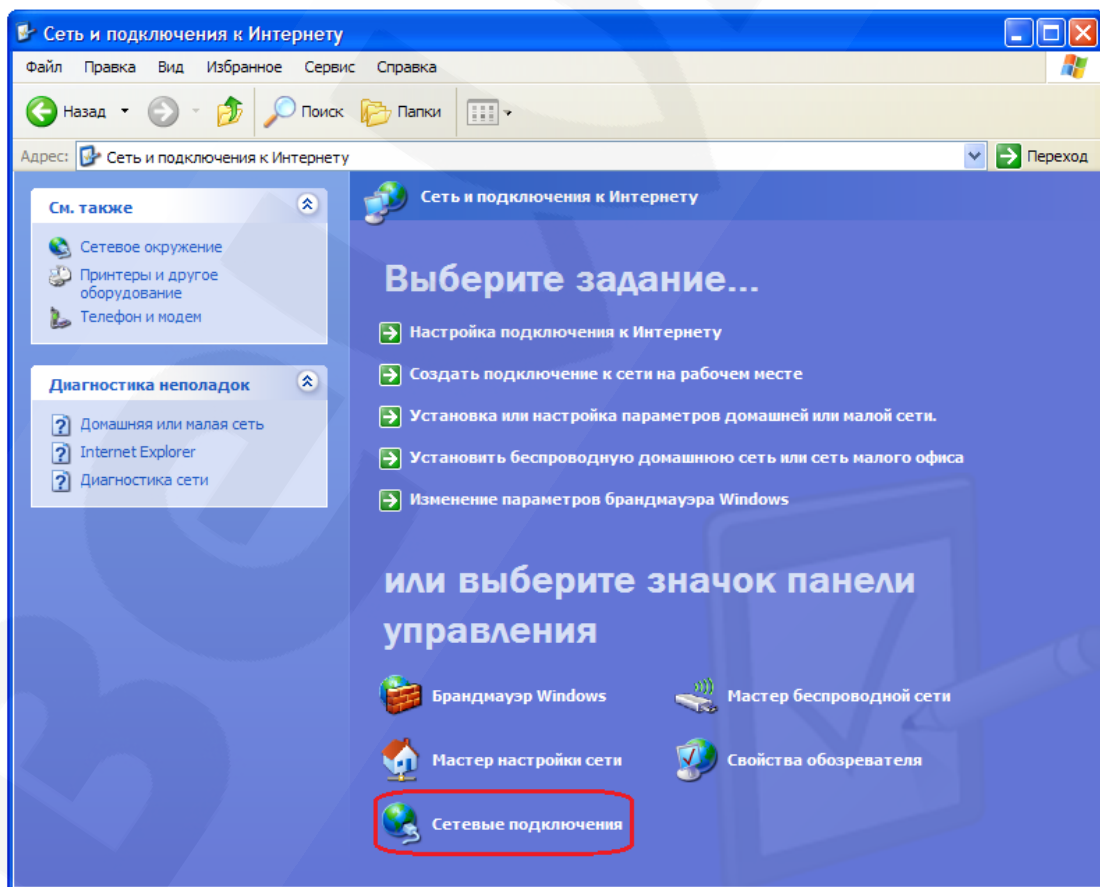 Сеть и подключения к Интернету
Файл Правка Вид Избранное Сервис Справка
Назад Поиск Папки
Адрес: Сеть и подключения к Интернету Переход
См. также
Сетевое окружение
Принтеры и другое
оборудование
Телефон и модем
Диагностика неполадок
Домашняя или малая сеть
Internet Explorer
Диагностика сети
Сеть и подключения к Интернету
Выберите задание...
Настройка подключения к Интернету
Создать подключение к сети на рабочем месте
Установка или настройка параметров домашней или малой сети.
Установить беспроводную домашнюю сеть или сеть малого офиса
Изменение параметров брандмауэра Windows
или выберите значок панели
управления
Брандмауэр Windows Мастер беспроводной сети
Мастер настройки сети Свойства обозревателя
Сетевые подключения